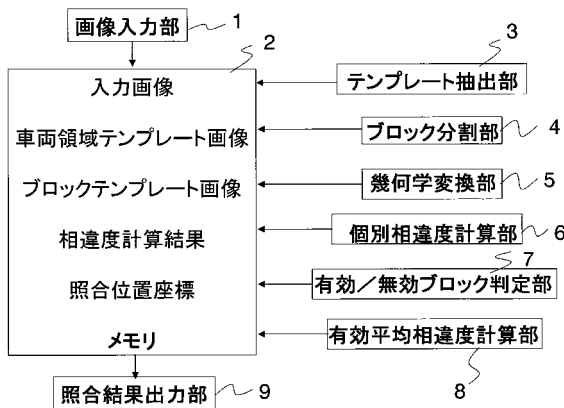 画像入力部
1
2
入力画像
車両領域テンプレート画像
ブロックテンプレート画像
相違度計算結果
照合位置座標
メモリ
3
テンプレート抽出部
ブロック分割部
4
幾何学変換部
5
個別相違度計算部
6
7
有効/無効ブロック判定部
有効平均相違度計算部
8
照合結果出力部
9